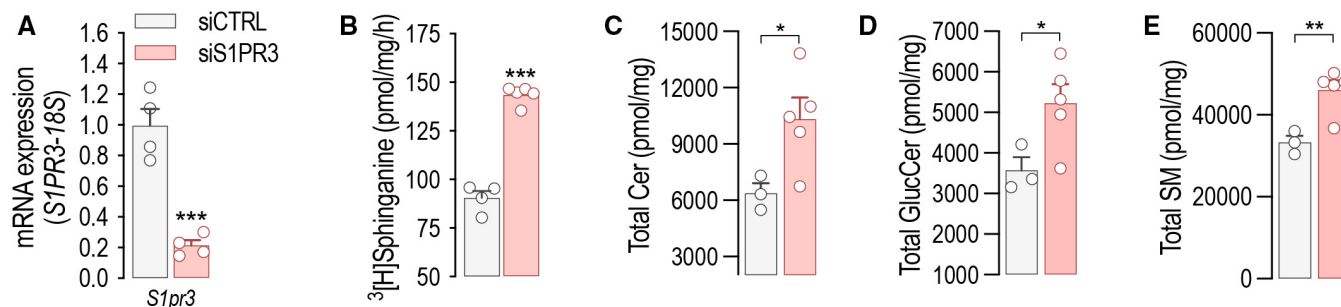 A
mRNA expression
(S1PR3-18S)
1.6
1.4
1.2
1.0
0.8
0.6
0.4
0.2
0.0
siCTRL
siS1PR3
***
S1pr3
B
³[H]Sphinganine (pmol/mg/h)
175
150
125
100
75
50
***
C
Total Cer (pmol/mg)
15000
12000
9000
6000
3000
*
D
Total GlucCer (pmol/mg)
7000
6000
5000
4000
3000
2000
1000
*
E
Total SM (pmol/mg)
60000
40000
20000
0
**